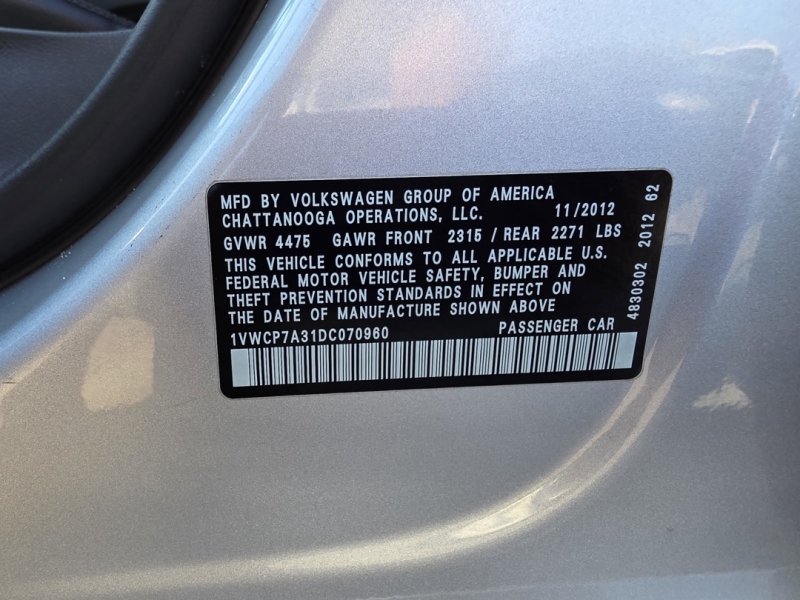 MFD BY VOLKSWAGEN GROUP OF AMERICA
CHATTANOOGA OPERATIONS, LLC. 11/2012
GVWR 4475 GAWR FRONT 2315 / REAR 2271 LBS
THIS VEHICLE CONFORMS TO ALL APPLICABLE U.S.
FEDERAL MOTOR VEHICLE SAFETY, BUMPER AND
THEFT PREVENTION STANDARDS IN EFFECT ON
THE DATE OF MANUFACTURE SHOWN ABOVE
1VWCP7A31DC070960 PASSENGER CAR
4830302 2012 62